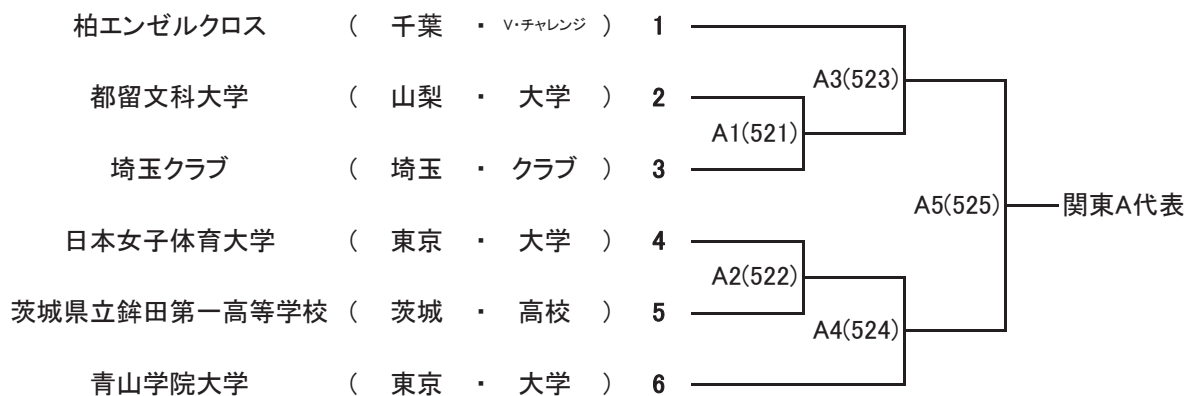 柏エンゼルクロス ( 千葉 ・ V・チャレンジ ) 1
A3(523)
都留文科大学 ( 山梨 ・ 大学 ) 2
A1(521)
埼玉クラブ ( 埼玉 ・ クラブ ) 3
A5(525) 関東A代表
日本女子体育大学 ( 東京 ・ 大学 ) 4
A2(522)
茨城県立鉾田第一高等学校 ( 茨城 ・ 高校 ) 5
A4(524)
青山学院大学 ( 東京 ・ 大学 ) 6